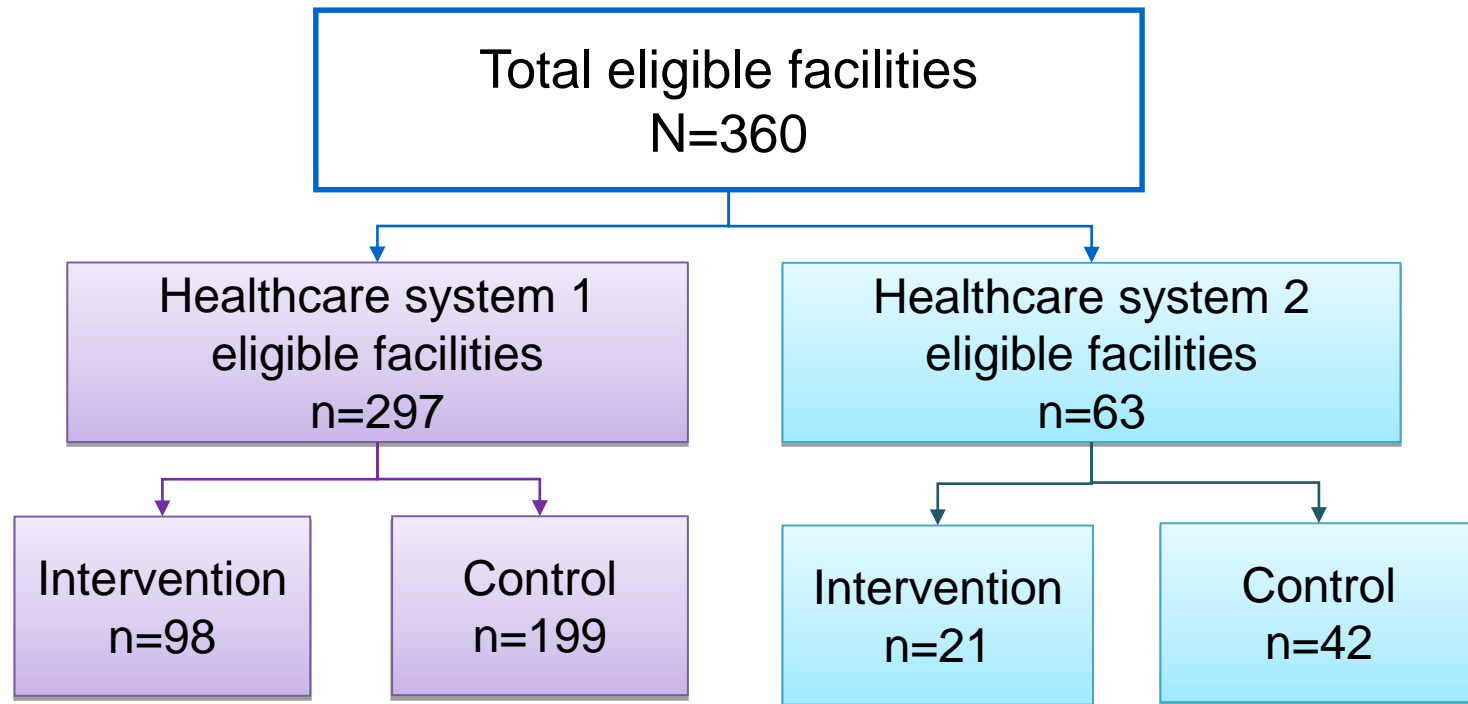 Total eligible facilities
N=360
Healthcare system 1
eligible facilities
n=297
Healthcare system 2
eligible facilities
n=63
Intervention
n=98
Control
n=199
Intervention
n=21
Control
n=42